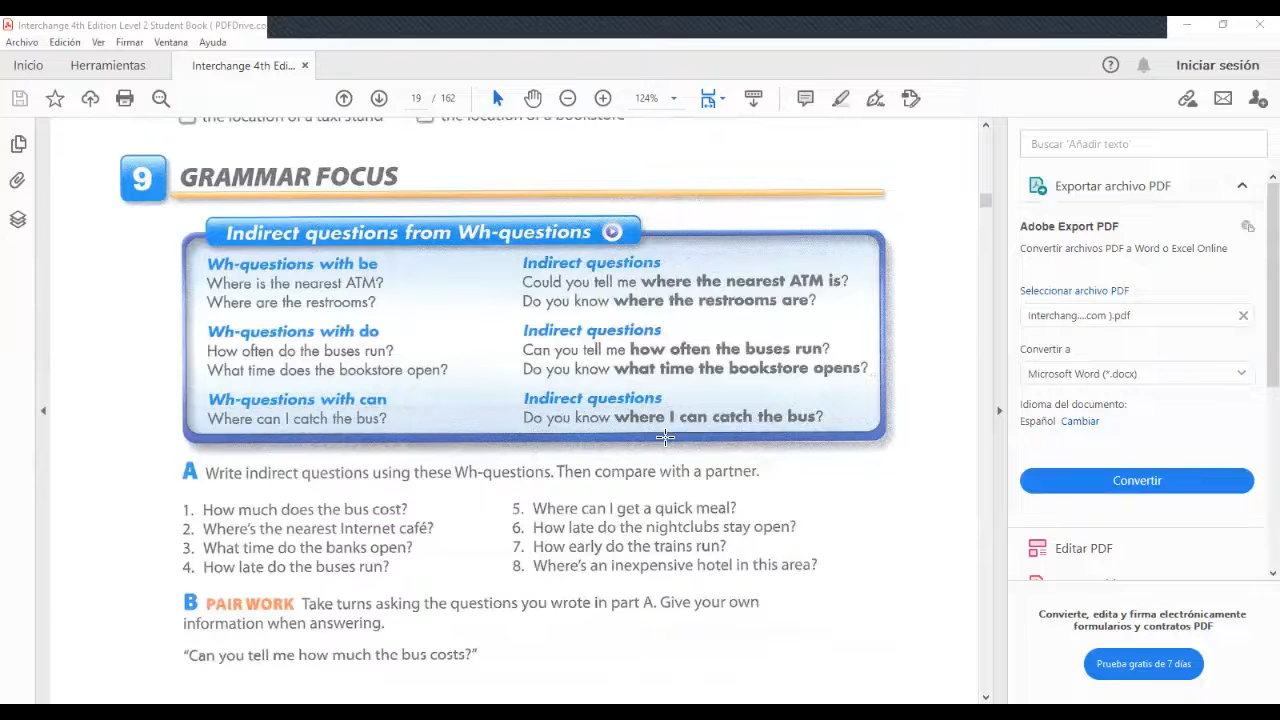 Interchange 4th Edition Level 2 Student Book ( PDFDrive.co
Archivo Edición Ver Firmar Ventana Ayuda
Inicio Herramientas Interchange 4th Edi... × Iniciar sesión
19 / 162 124%
the location of a taxi stand the location of a bookstore
9 GRAMMAR FOCUS
Indirect questions from Wh-questions
Wh-questions with be Indirect questions
Where is the nearest ATM? Could you tell me where the nearest ATM is?
Where are the restrooms? Do you know where the restrooms are?
Wh-questions with do Indirect questions
How often do the buses run? Can you tell me how often the buses run?
What time does the bookstore open? Do you know what time the bookstore opens?
Wh-questions with can Indirect questions
Where can I catch the bus? Do you know where I can catch the bus?
A Write indirect questions using these Wh-questions. Then compare with a partner.
1. How much does the bus cost?
2. Where's the nearest Internet café?
3. What time do the banks open?
4. How late do the buses run?
5. Where can I get a quick meal?
6. How late do the nightclubs stay open?
7. How early do the trains run?
8. Where's an inexpensive hotel in this area?
B PAIR WORK Take turns asking the questions you wrote in part A. Give your own
information when answering.
"Can you tell me how much the bus costs?"
Buscar 'Añadir texto'
Exportar archivo PDF
Adobe Export PDF
Convertir archivos PDF a Word o Excel Online
Seleccionar archivo PDF
Interchang....com ).pdf
Convertir a
Microsoft Word (*.docx)
Idioma del documento:
Español Cambiar
Convertir
Editar PDF
Convierte, edita y firma electrónicamente
formularios y contratos PDF
Prueba gratis de 7 días